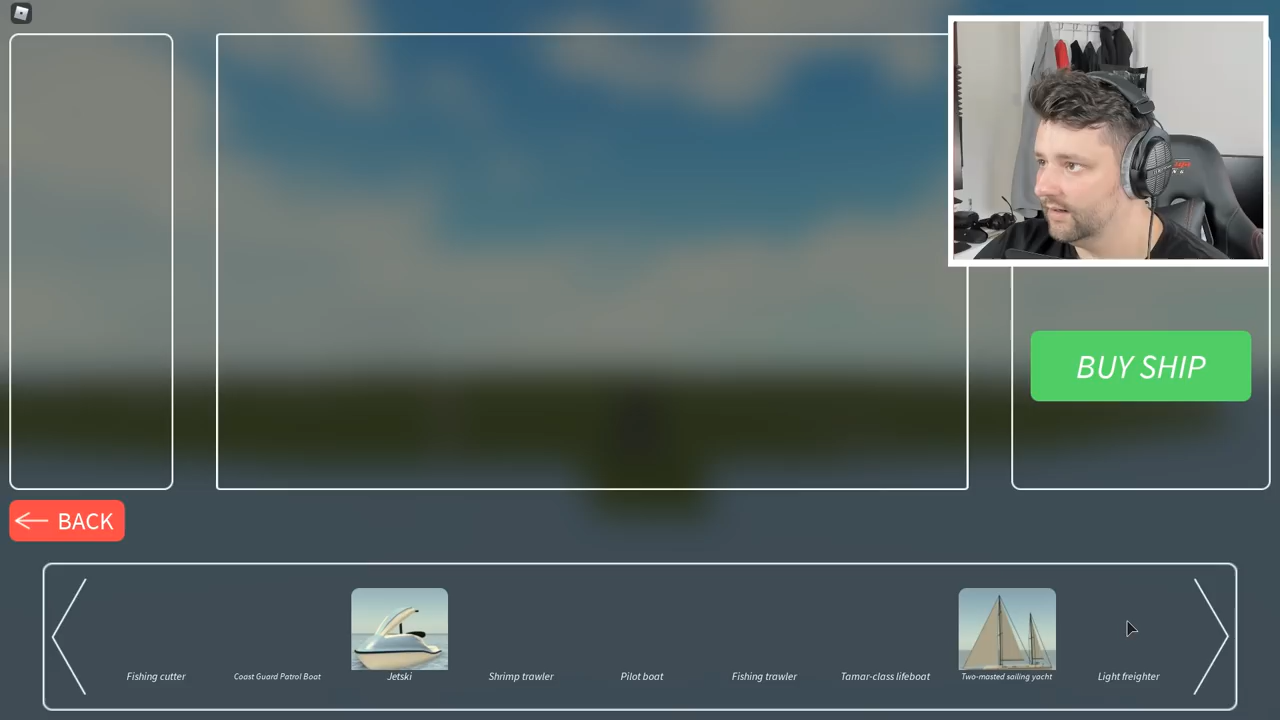 BUY SHIP
BACK
Fishing cutter
Coast Guard Patrol Boat
Jetski
Shrimp trawler
Pilot boat
Fishing trawler
Tamar-class lifeboat
Two-masted sailing yacht
Light freighter